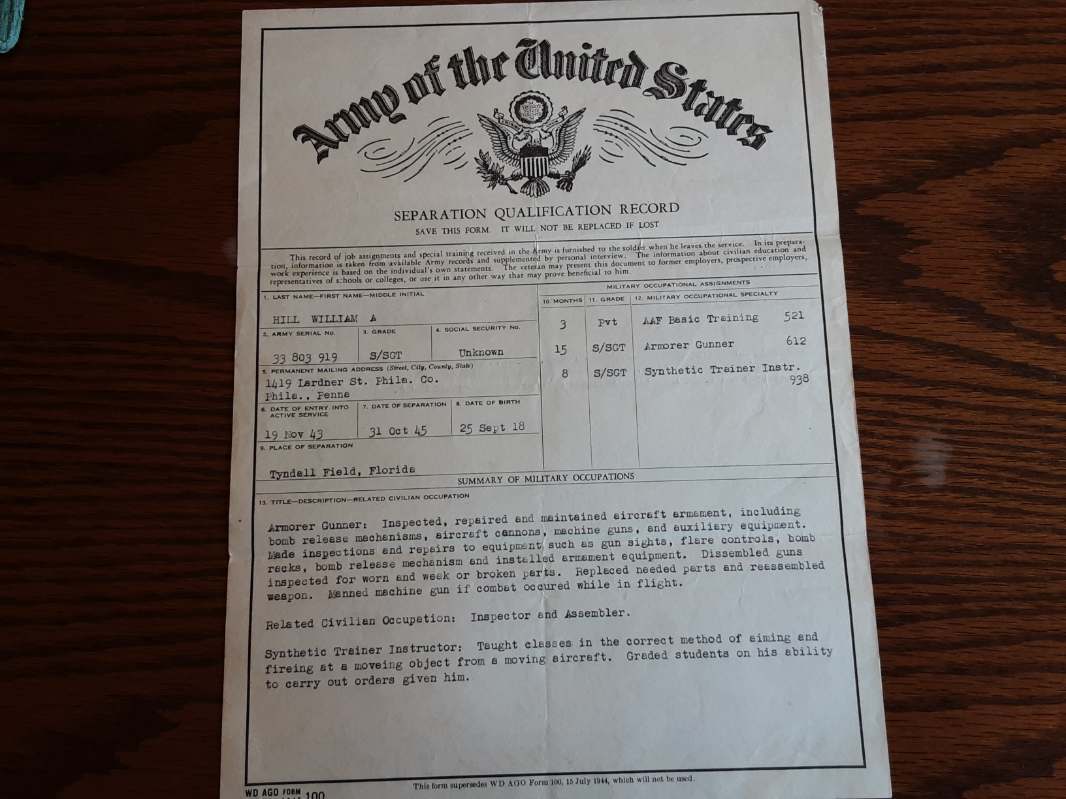 Army of the United States
SEPARATION QUALIFICATION RECORD
SAVE THIS FORM. IT WILL NOT BE REPLACED IF LOST
This record of job assignments and special training received in the Army is furnished to the soldier when he leaves the service. In its prepara-
tion, information is taken from available Army records and supplemented by personal interview. The information about civilian education and
work experience is based on the individual's own statements. The veteran may present this document to former employers, prospective employers,
representatives of schools or colleges, or use it in any other way that may prove beneficial to him.
1. LAST NAME—FIRST NAME—MIDDLE INITIAL
HILL WILLIAM A
2. ARMY SERIAL No. 3. GRADE 4. SOCIAL SECURITY No.
33 803 919 S/SGT Unknown
5. PERMANENT MAILING ADDRESS (Street, City, County, State)
1419 Lardner St. Phila. Co.
Phila., Penna
6. DATE OF ENTRY INTO ACTIVE SERVICE 7. DATE OF SEPARATION 8. DATE OF BIRTH
19 Nov 43 31 Oct 45 25 Sept 18
9. PLACE OF SEPARATION
Tyndall Field, Florida
MILITARY OCCUPATIONAL ASSIGNMENTS
10. MONTHS 11. GRADE 12. MILITARY OCCUPATIONAL SPECIALTY
3 Pvt AAF Basic Training 521
15 S/SGT Armorer Gunner 612
8 S/SGT Synthetic Trainer Instr.
938
SUMMARY OF MILITARY OCCUPATIONS
13. TITLE—DESCRIPTION—RELATED CIVILIAN OCCUPATION
Armorer Gunner: Inspected, repaired and maintained aircraft armament, including
bomb release mechanisms, aircraft cannons, machine guns, and auxiliary equipment.
Made inspections and repairs to equipment such as gun sights, flare controls, bomb
racks, bomb release mechanism and installed armament equipment. Dissembled guns
inspected for worn and weak or broken parts. Replaced needed parts and reassembled
weapon. Manned machine gun if combat occured while in flight.
Related Civilian Occupation: Inspector and Assembler.
Synthetic Trainer Instructor: Taught classes in the correct method of aiming and
fireing at a moveing object from a moving aircraft. Graded students on his ability
to carry out orders given him.
WD AGO FORM 100
This form supersedes WD AGO Form 100, 15 July 1944, which will not be used.